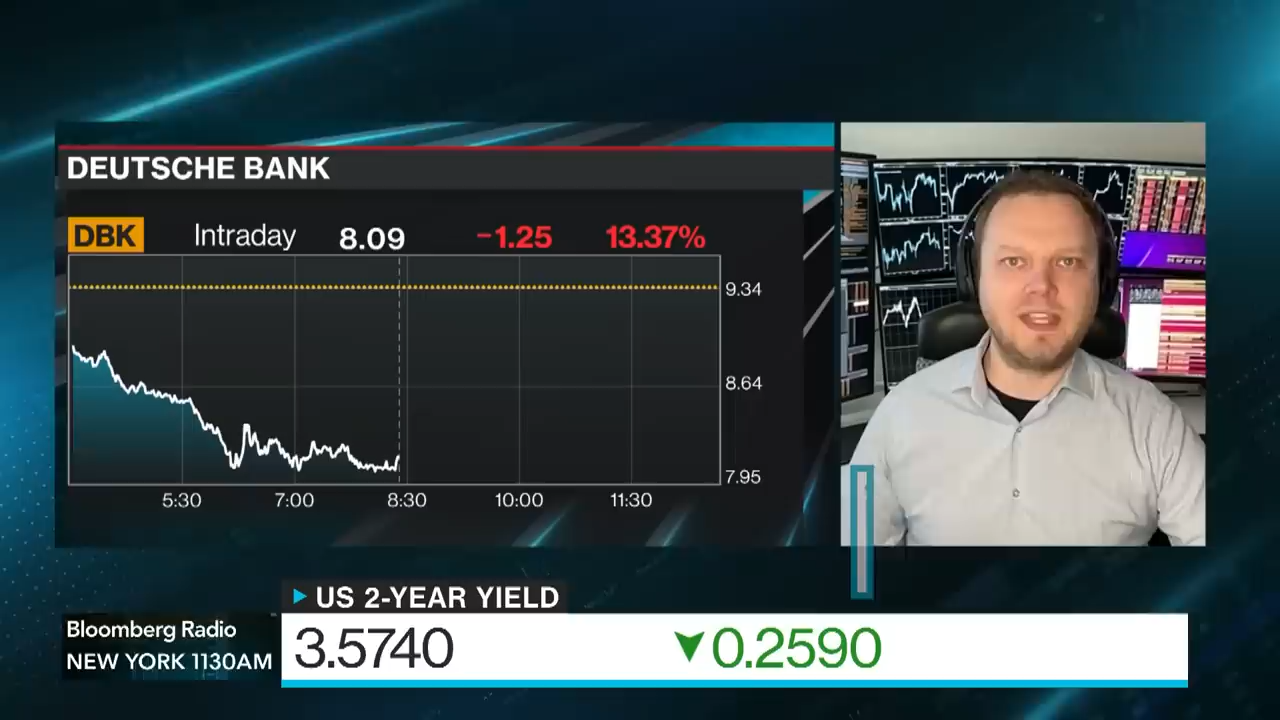 DEUTSCHE BANK
DBK Intraday 8.09 -1.25 13.37%
9.34
8.64
7.95
5:30 7:00 8:30 10:00 11:30
US 2-YEAR YIELD
Bloomberg Radio
NEW YORK 1130AM
3.5740 ▼0.2590